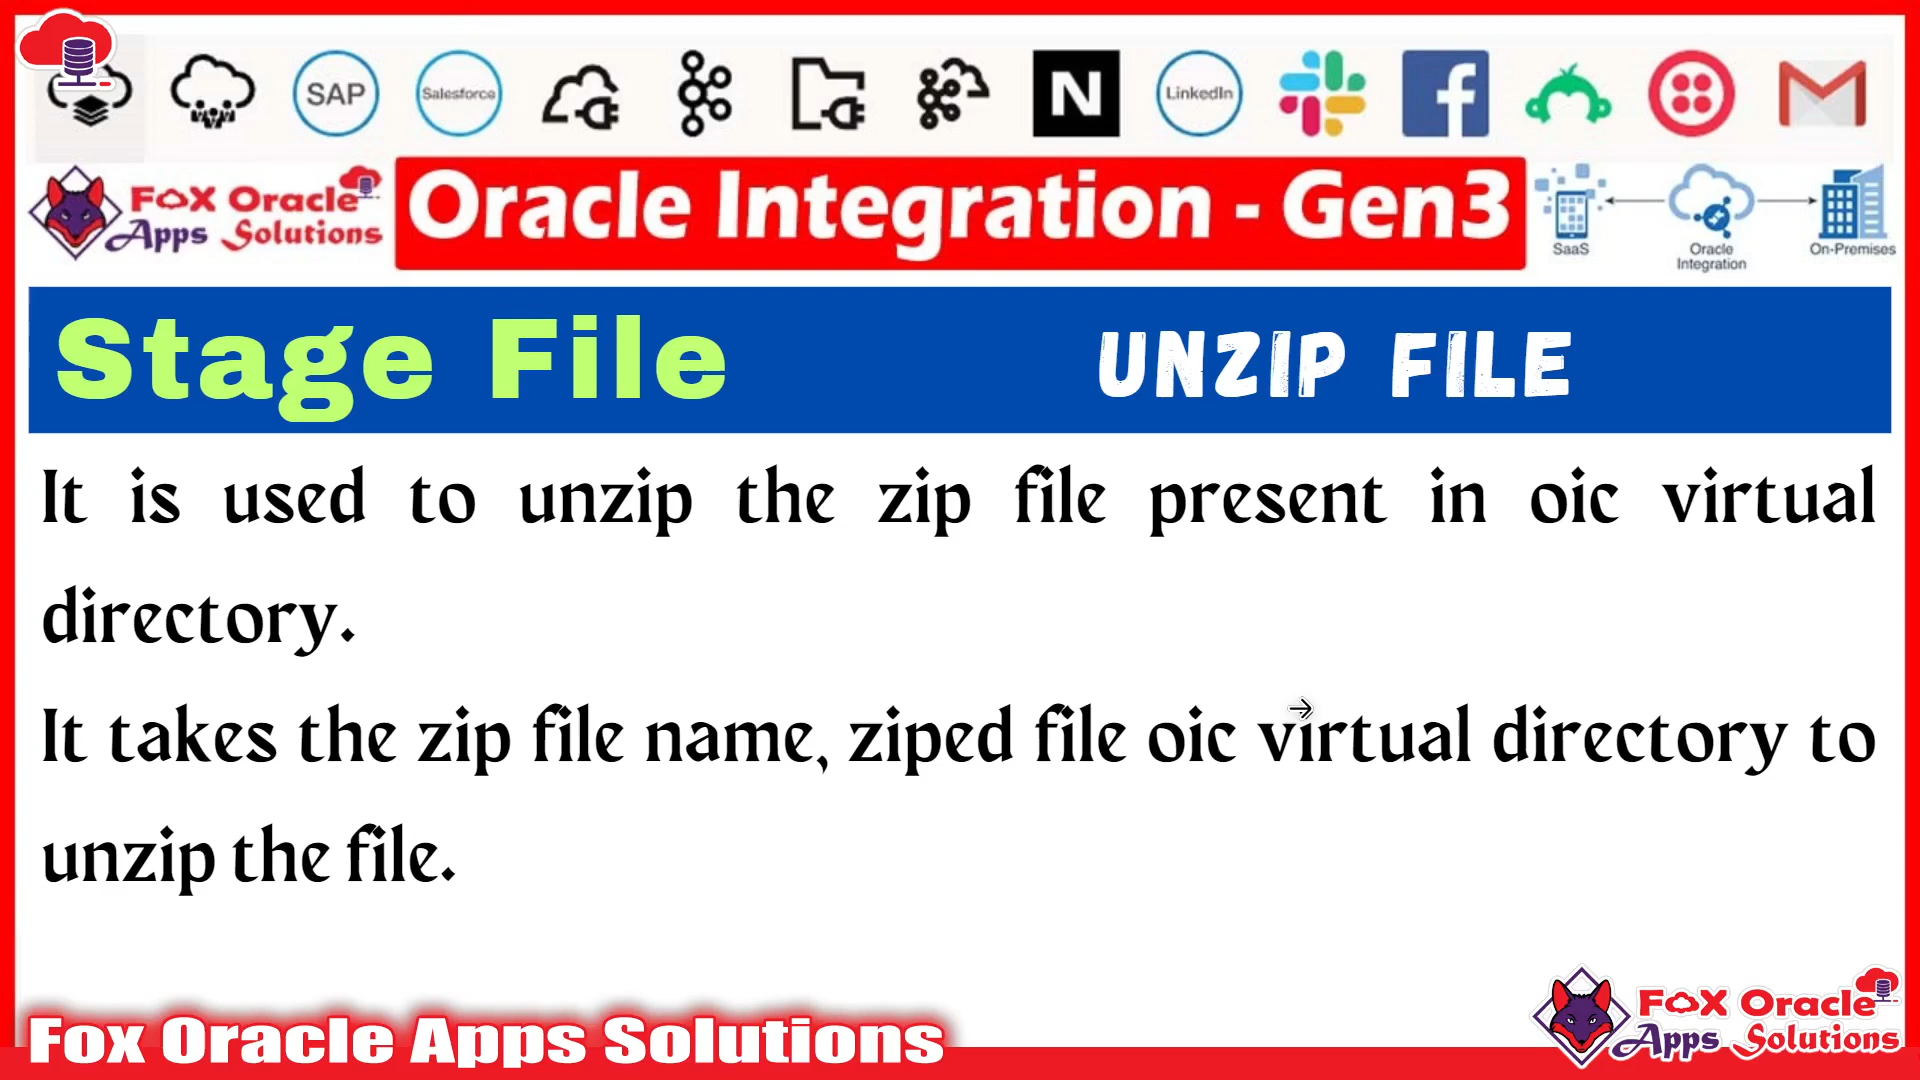 SAP
Salesforce
N
LinkedIn
f
Fox Oracle
Apps Solutions
Oracle Integration - Gen3
SaaS
Oracle
Integration
On-Premises
Stage File
UNZIP FILE
It is used to unzip the zip file present in oic virtual
directory.
It takes the zip file name, ziped file oic virtual directory to
unzip the file.
Fox Oracle Apps Solutions
Fox Oracle
Apps Solutions